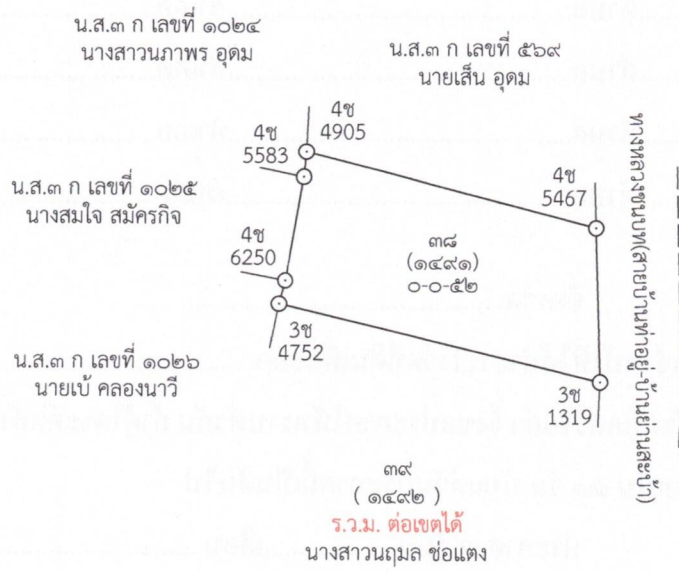 น.ส.๓ ก เลขที่ ๑๐๒๔
นางสาวนภาพร อุดม
น.ส.๓ ก เลขที่ ๕๖๙
นายเส็น อุดม
4ช
4905
4ช
5583
4ช
5467
น.ส.๓ ก เลขที่ ๑๐๒๕
นางสมใจ สมัครกิจ
4ช
6250
๓๘
(๑๔๙๑)
๐-๐-๕๒
3ช
4752
น.ส.๓ ก เลขที่ ๑๐๒๖
นายเบ้ คลองนาวี
3ช
1319
๓๙
( ๑๔๙๒ )
ร.ว.ม. ต่อเขตได้
นางสาวนฤมล ช่อแตง
ทางหลวงชนบท(สายบ้านท่าอยู่-บ้านย่านสะบ้า)